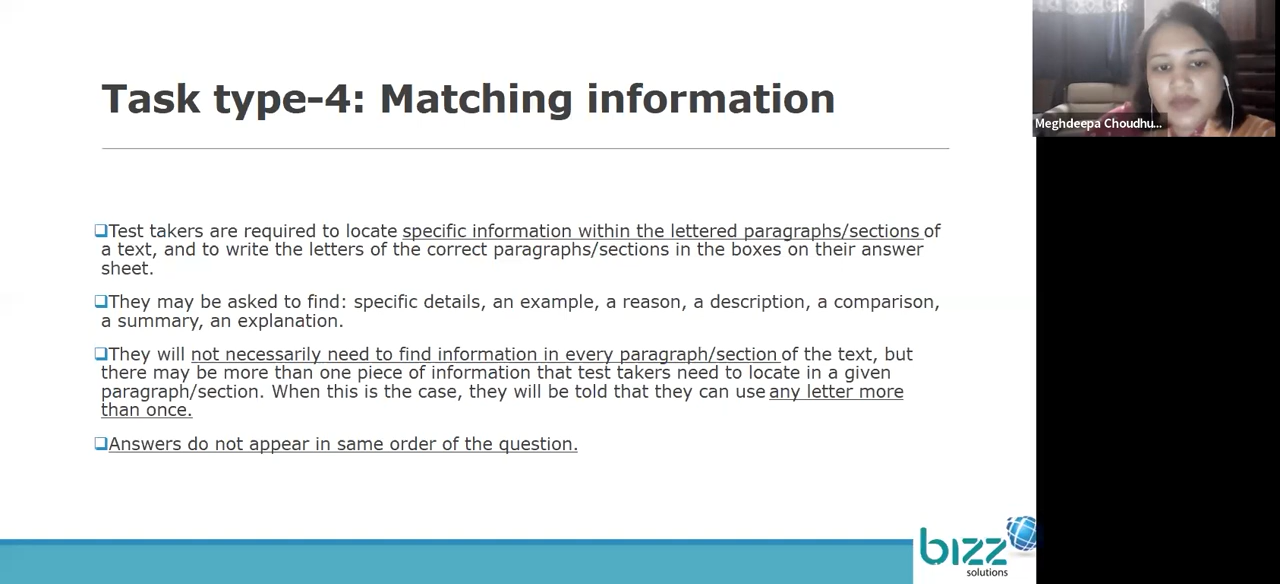 Task type-4: Matching information
Meghdeepa Choudhu...
❑Test takers are required to locate specific information within the lettered paragraphs/sections of
a text, and to write the letters of the correct paragraphs/sections in the boxes on their answer
sheet.
❑They may be asked to find: specific details, an example, a reason, a description, a comparison,
a summary, an explanation.
❑They will not necessarily need to find information in every paragraph/section of the text, but
there may be more than one piece of information that test takers need to locate in a given
paragraph/section. When this is the case, they will be told that they can use any letter more
than once.
❑Answers do not appear in same order of the question.
bizz
solutions